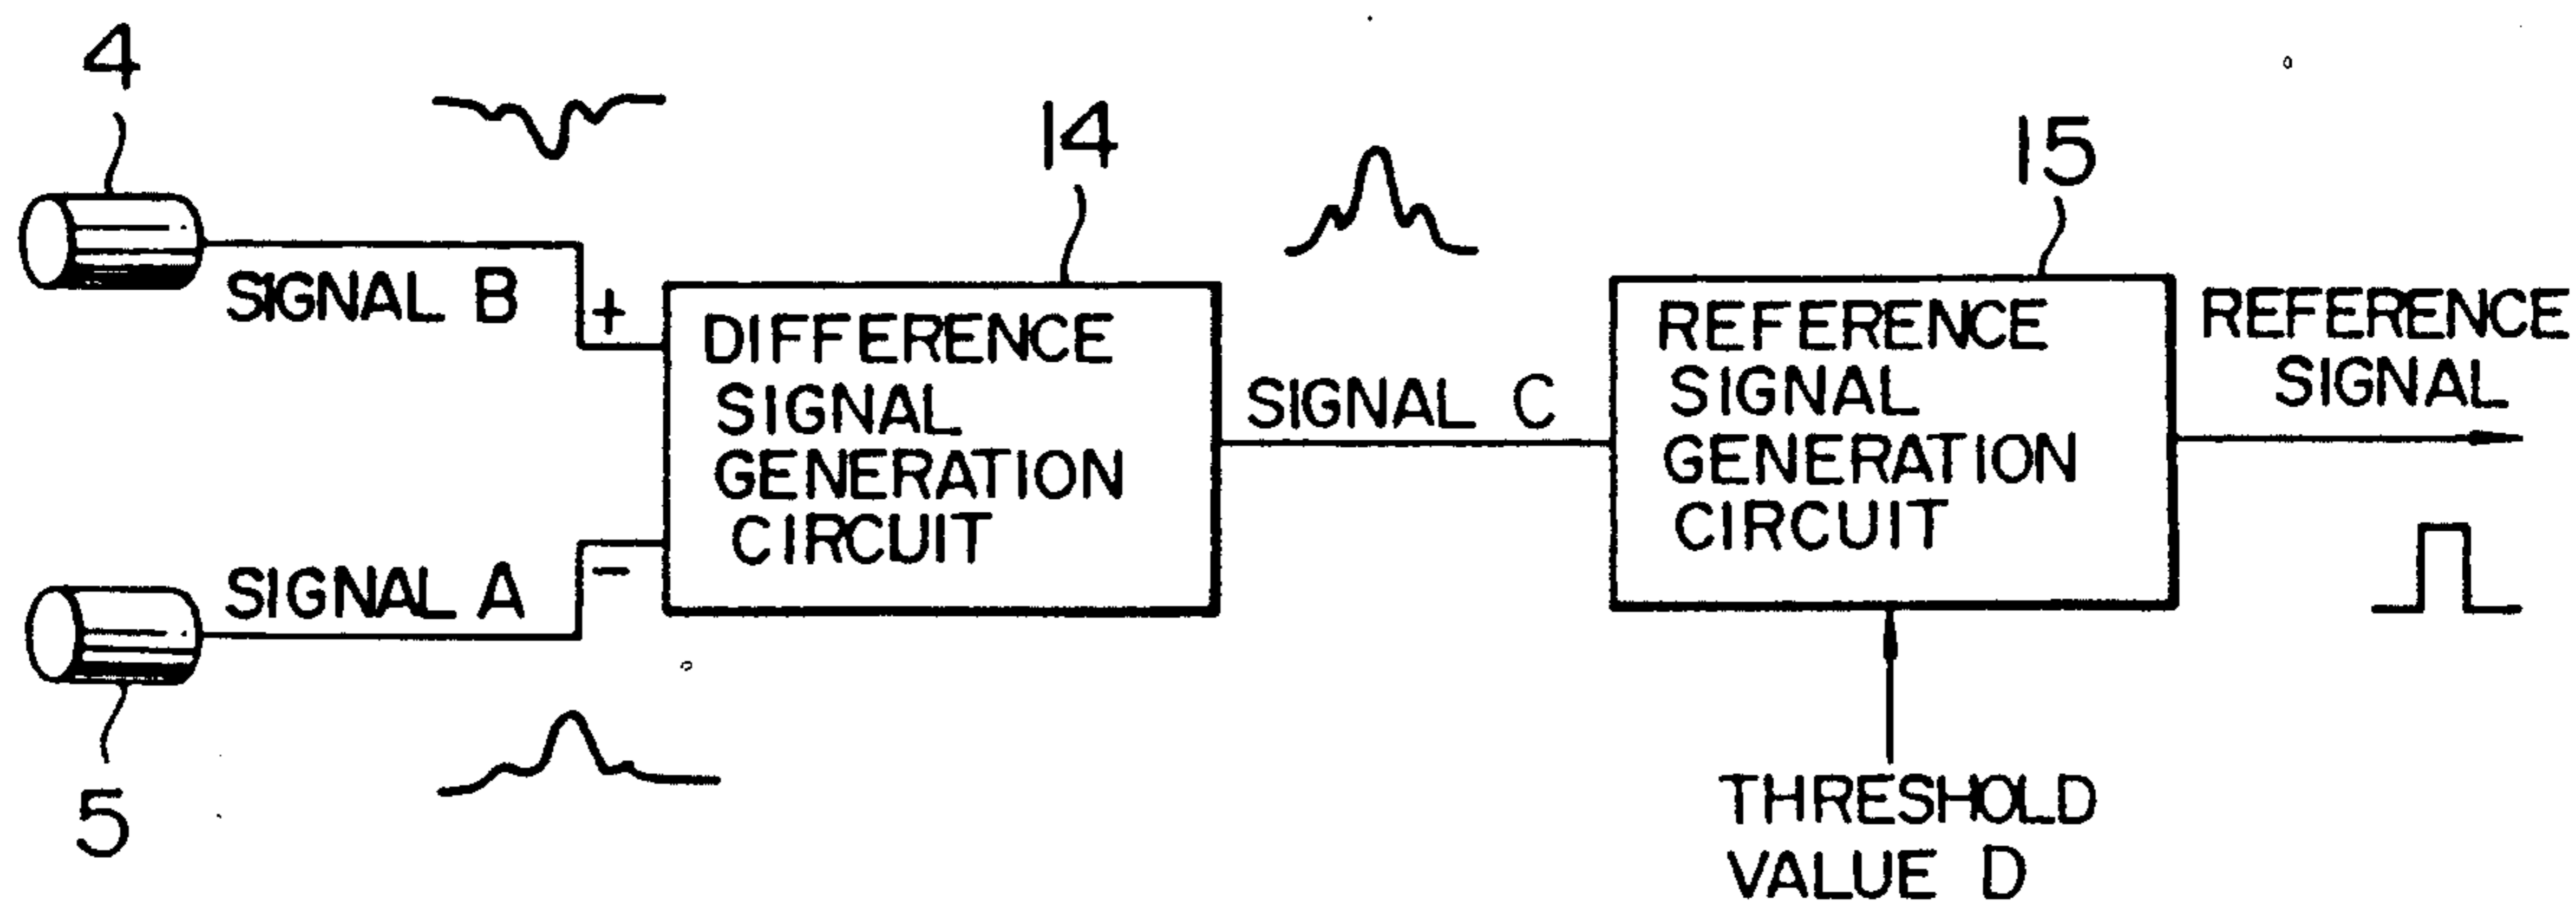 4
14
15
SIGNAL B
+
DIFFERENCE
SIGNAL
GENERATION
CIRCUIT
SIGNAL C
REFERENCE
SIGNAL
GENERATION
CIRCUIT
REFERENCE
SIGNAL
SIGNAL A
-
5
THRESHOLD
VALUE D